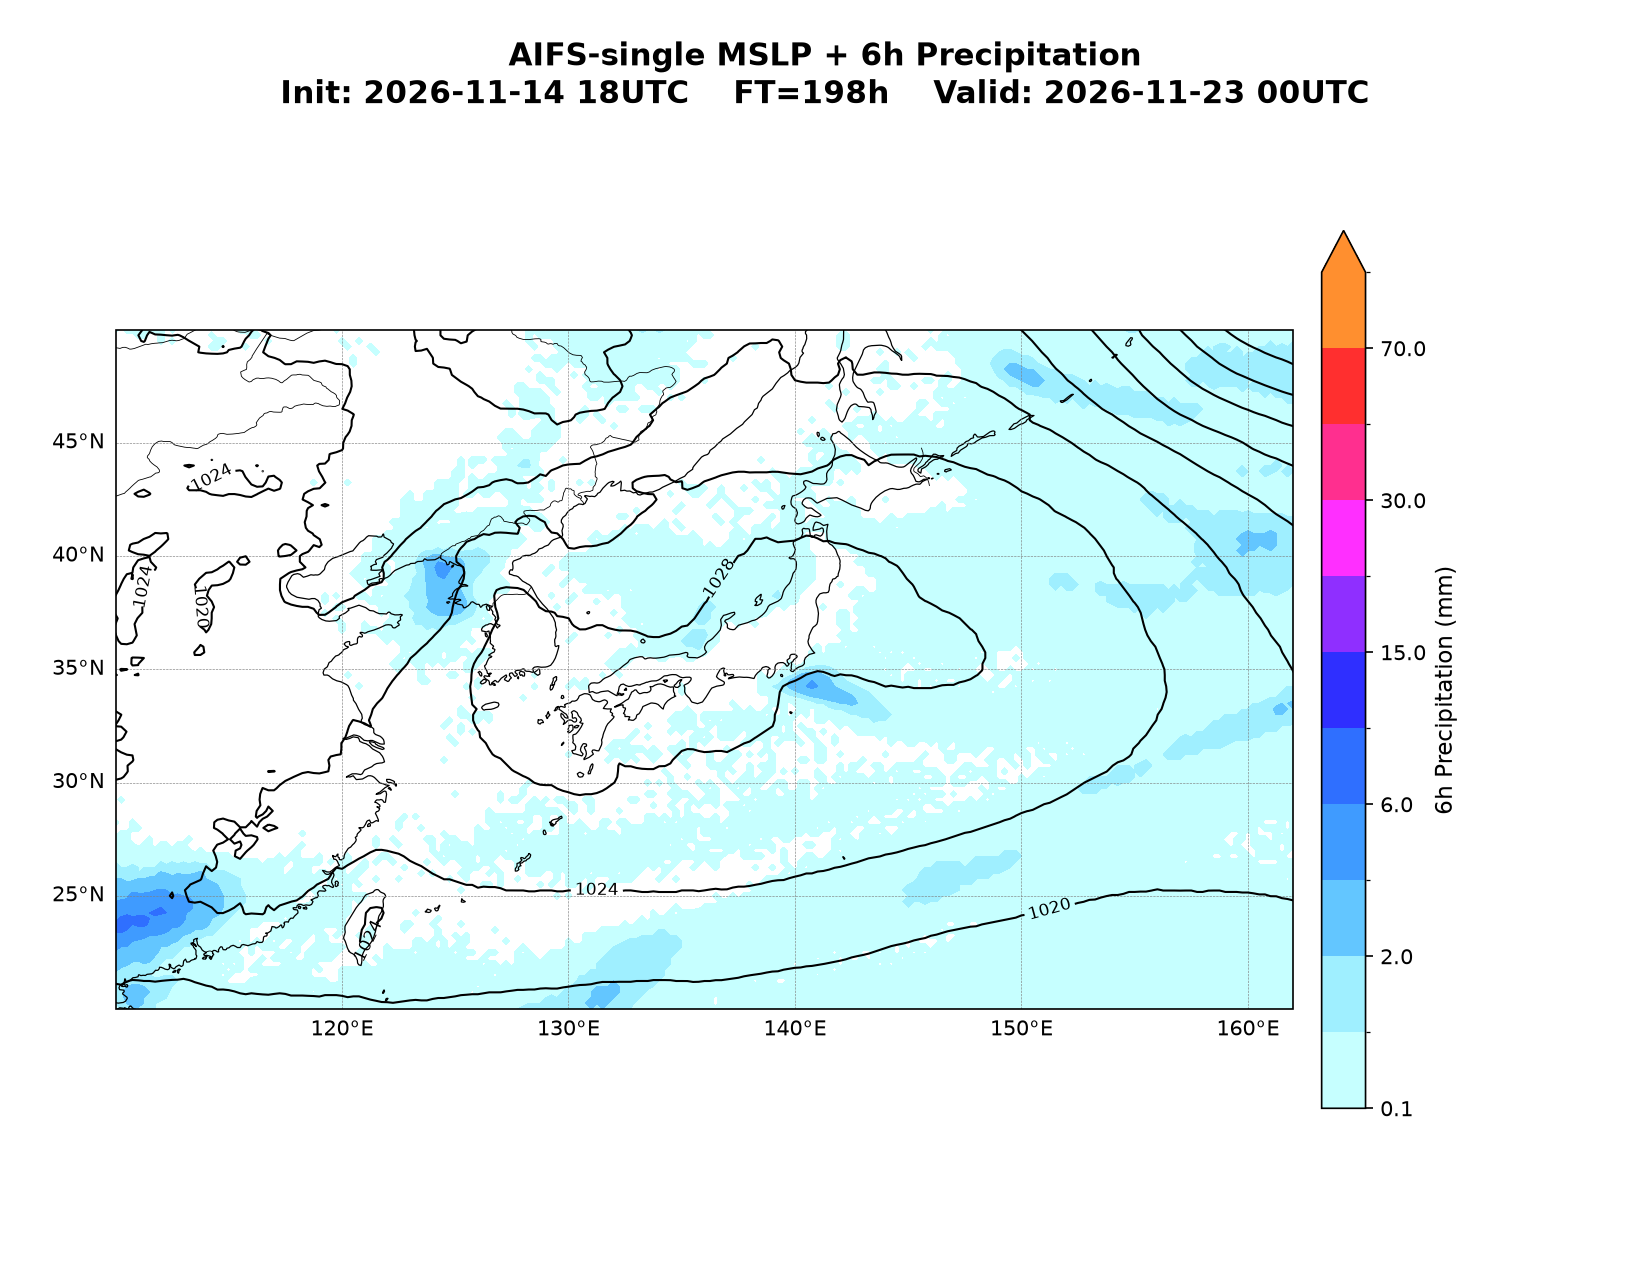 AIFS-single MSLP + 6h Precipitation
Init: 2026-11-14 18UTC    FT=198h    Valid: 2026-11-23 00UTC
45°N
40°N
35°N
30°N
25°N
120°E
130°E
140°E
150°E
160°E
1024
1024
1020
1028
1024
1020
70.0
30.0
15.0
6.0
2.0
0.1
6h Precipitation (mm)